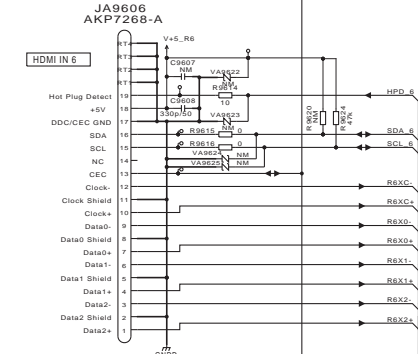 JA9606
AKP7268-A
V+5_R6
HDMI IN 6
RT4
RT3
RT2
RT1
C9607
NM
VA9622
NM
R9614
10
C9608
330p/50
VA9623
NM
Hot Plug Detect 19
+5V 18
DDC/CEC GND 17
SDA 16
SCL 15
NC 14
CEC 13
Clock- 12
Clock Shield 11
Clock+ 10
Data0- 9
Data0 Shield 8
Data0+ 7
Data1- 6
Data1 Shield 5
Data1+ 4
Data2- 3
Data2 Shield 2
Data2+ 1
R9615 0
R9616 0
VA9624
NM
VA9625
NM
R9620
NM
R9624
47k
HPD_6
SDA_6
SCL_6
R6XC-
R6XC+
R6X0-
R6X0+
R6X1-
R6X1+
R6X2-
R6X2+